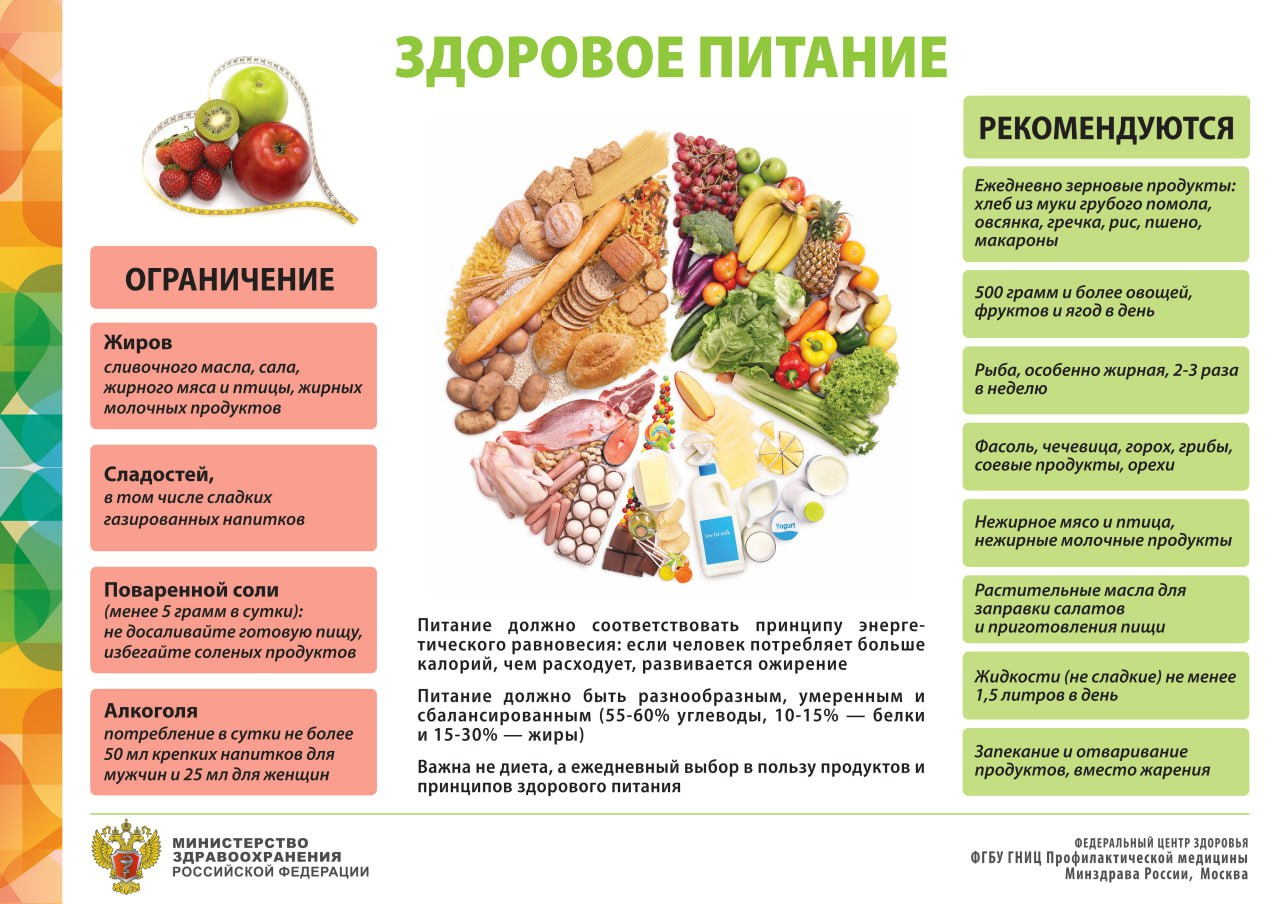 ЗДОРОВОЕ ПИТАНИЕ
ОГРАНИЧЕНИЕ
Жиров
сливочного масла, сала,
жирного мяса и птицы, жирных
молочных продуктов
Сладостей,
в том числе сладких
газированных напитков
Поваренной соли
(менее 5 грамм в сутки):
не досаливайте готовую пищу,
избегайте соленых продуктов
Алкоголя
потребление в сутки не более
50 мл крепких напитков для
мужчин и 25 мл для женщин
low fat milk
Yogurt
Питание должно соответствовать принципу энерге-
тического равновесия: если человек потребляет больше
калорий, чем расходует, развивается ожирение
Питание должно быть разнообразным, умеренным и
сбалансированным (55-60% углеводы, 10-15% — белки
и 15-30% — жиры)
Важна не диета, а ежедневный выбор в пользу продуктов и
принципов здорового питания
РЕКОМЕНДУЮТСЯ
Ежедневно зерновые продукты:
хлеб из муки грубого помола,
овсянка, гречка, рис, пшено,
макароны
500 грамм и более овощей,
фруктов и ягод в день
Рыба, особенно жирная, 2-3 раза
в неделю
Фасоль, чечевица, горох, грибы,
соевые продукты, орехи
Нежирное мясо и птица,
нежирные молочные продукты
Растительные масла для
заправки салатов
и приготовления пищи
Жидкости (не сладкие) не менее
1,5 литров в день
Запекание и отваривание
продуктов, вместо жарения
МИНИСТЕРСТВО
ЗДРАВООХРАНЕНИЯ
РОССИЙСКОЙ ФЕДЕРАЦИИ
ФЕДЕРАЛЬНЫЙ ЦЕНТР ЗДОРОВЬЯ
ФГБУ ГНИЦ Профилактической медицины
Минздрава России, Москва